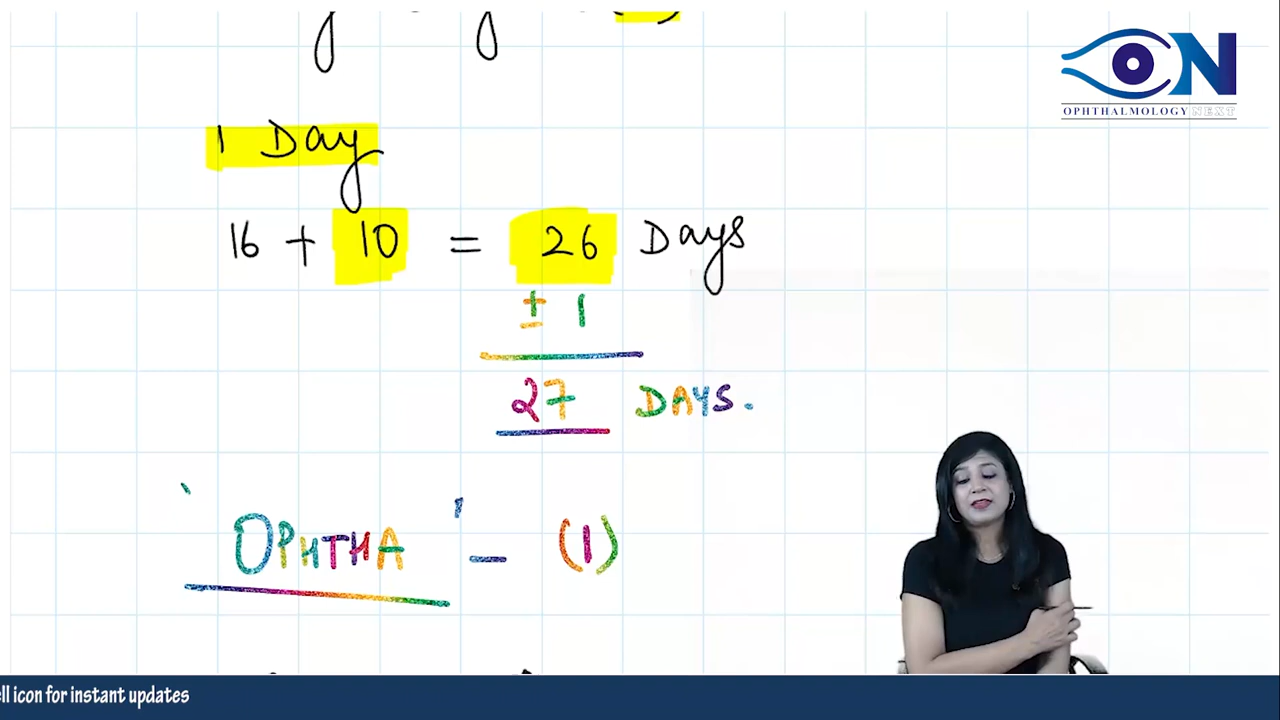 ON
OPHTHALMOLOGY NEXT
1 Day
16 + 10 = 26 Days
± 1
27 DAYS.
' OPHTHA ' - (1)
ll icon for instant updates